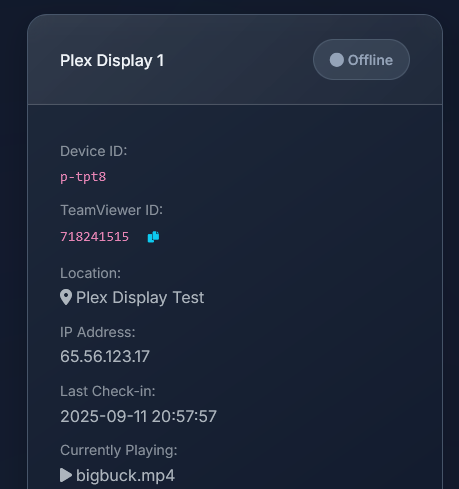 Plex Display 1
Offline
Device ID:
p-tpt8
TeamViewer ID:
718241515
Location:
Plex Display Test
IP Address:
65.56.123.17
Last Check-in:
2025-09-11 20:57:57
Currently Playing:
bigbuck.mp4